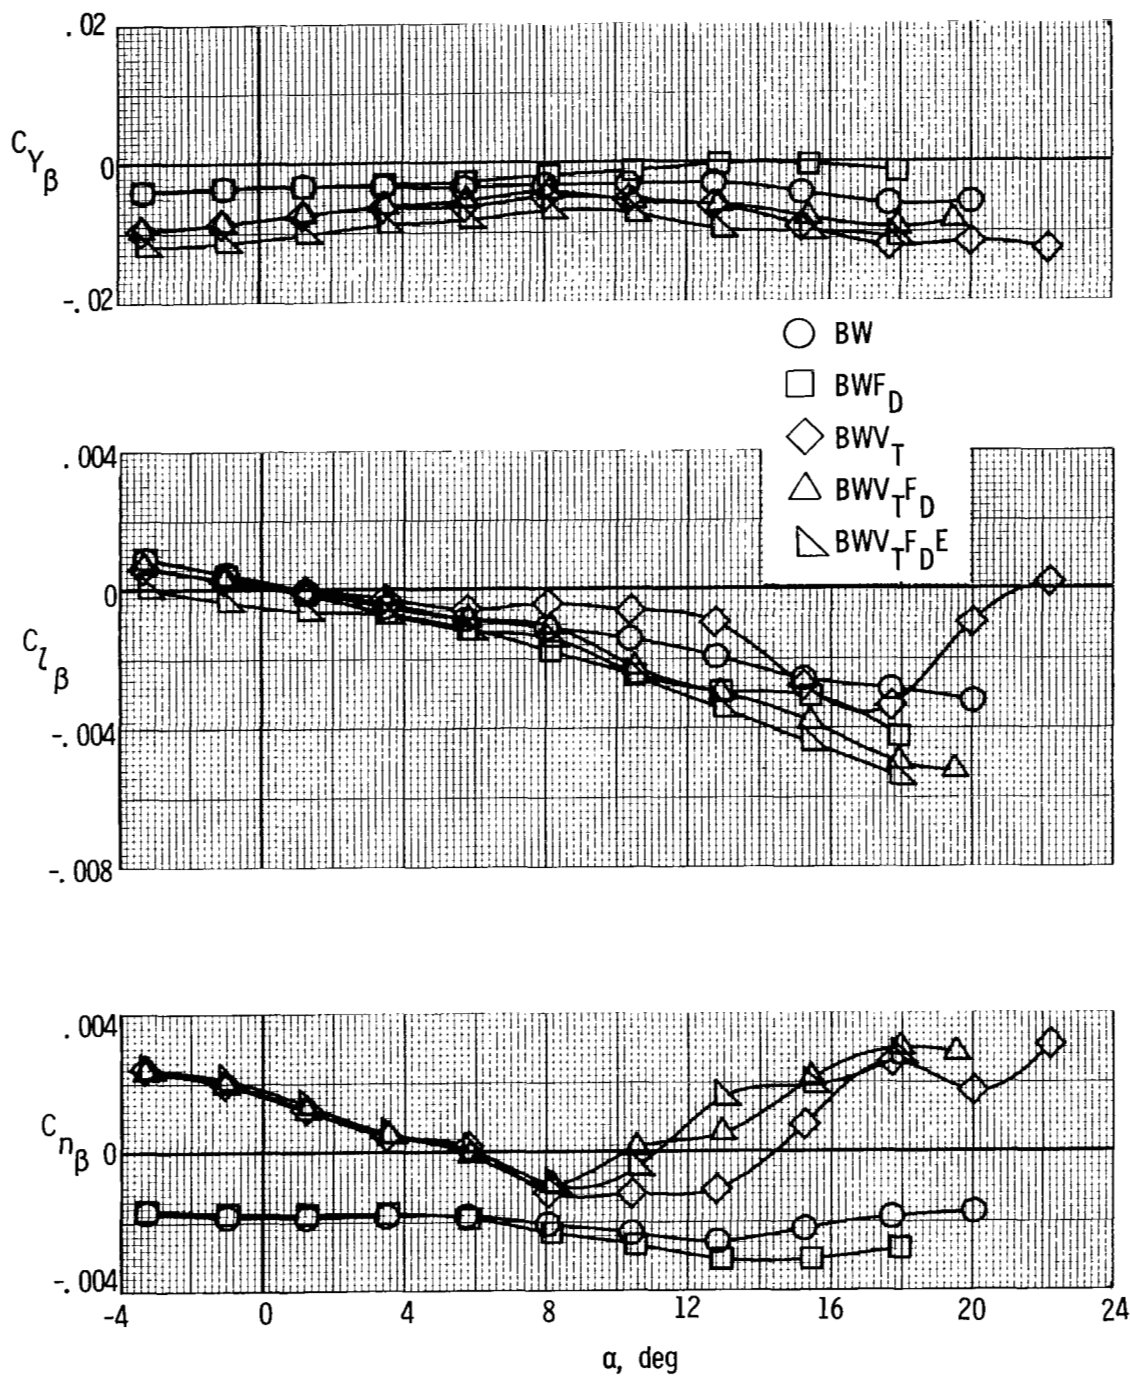 .02
C_Yβ
0
-.02
BW
BWF_D
BWV_T
BWV_TF_D
BWV_TF_DE
.004
0
C_lβ
-.004
-.008
.004
C_nβ
0
-.004
-4 0 4 8 12 16 20 24
α, deg